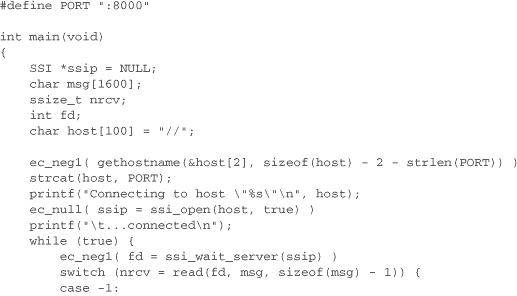 #define PORT ":8000"
int main(void)
{
SSI *ssip = NULL;
char msg[1600];
ssize_t nrcv;
int fd;
char host[100] = "//";
ec_neg1( gethostname(&host[2], sizeof(host) - 2 - strlen(PORT)) )
strcat(host, PORT);
printf("Connecting to host \"%s\"\n", host);
ec_null( ssip = ssi_open(host, true) )
printf("\t...connected\n");
while (true) {
ec_neg1( fd = ssi_wait_server(ssip) )
switch (nrcv = read(fd, msg, sizeof(msg) - 1)) {
case -1: